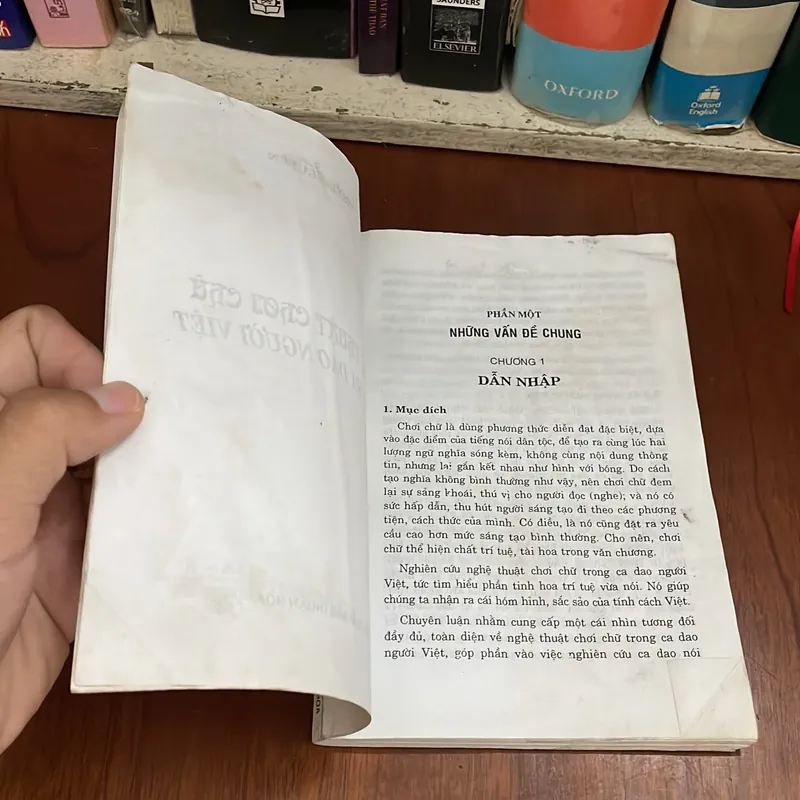 SAUNDERS
ELSEVIER
OXFORD
Oxford
English
PHẦN MỘT
NHỮNG VẤN ĐỀ CHUNG
CHƯƠNG 1
DẪN NHẬP
1. Mục đích
Chơi chữ là dùng phương thức diễn đạt đặc biệt, dựa
vào đặc điểm của tiếng nói dân tộc, để tạo ra cùng lúc hai
lượng ngữ nghĩa sóng kèm, không cùng nội dung thông
tin, nhưng lại gắn kết nhau như hình với bóng. Do cách
tạo nghĩa không bình thường như vậy, nên chơi chữ đem
lại sự sảng khoái, thú vị cho người đọc (nghe); và nó có
sức hấp dẫn, thu hút người sáng tạo đi theo các phương
tiện, cách thức của mình. Có điều, là nó cũng đặt ra yêu
cầu cao hơn mức sáng tạo bình thường. Cho nên, chơi
chữ thể hiện chất trí tuệ, tài hoa trong văn chương.
Nghiên cứu nghệ thuật chơi chữ trong ca dao người
Việt, tức tìm hiểu phần tinh hoa trí tuệ vừa nói. Nó giúp
chúng ta nhận ra cái hóm hỉnh, sắc sảo của tính cách Việt.
Chuyên luận nhằm cung cấp một cái nhìn tương đối
đầy đủ, toàn diện về nghệ thuật chơi chữ trong ca dao
người Việt, góp phần vào việc nghiên cứu ca dao nói